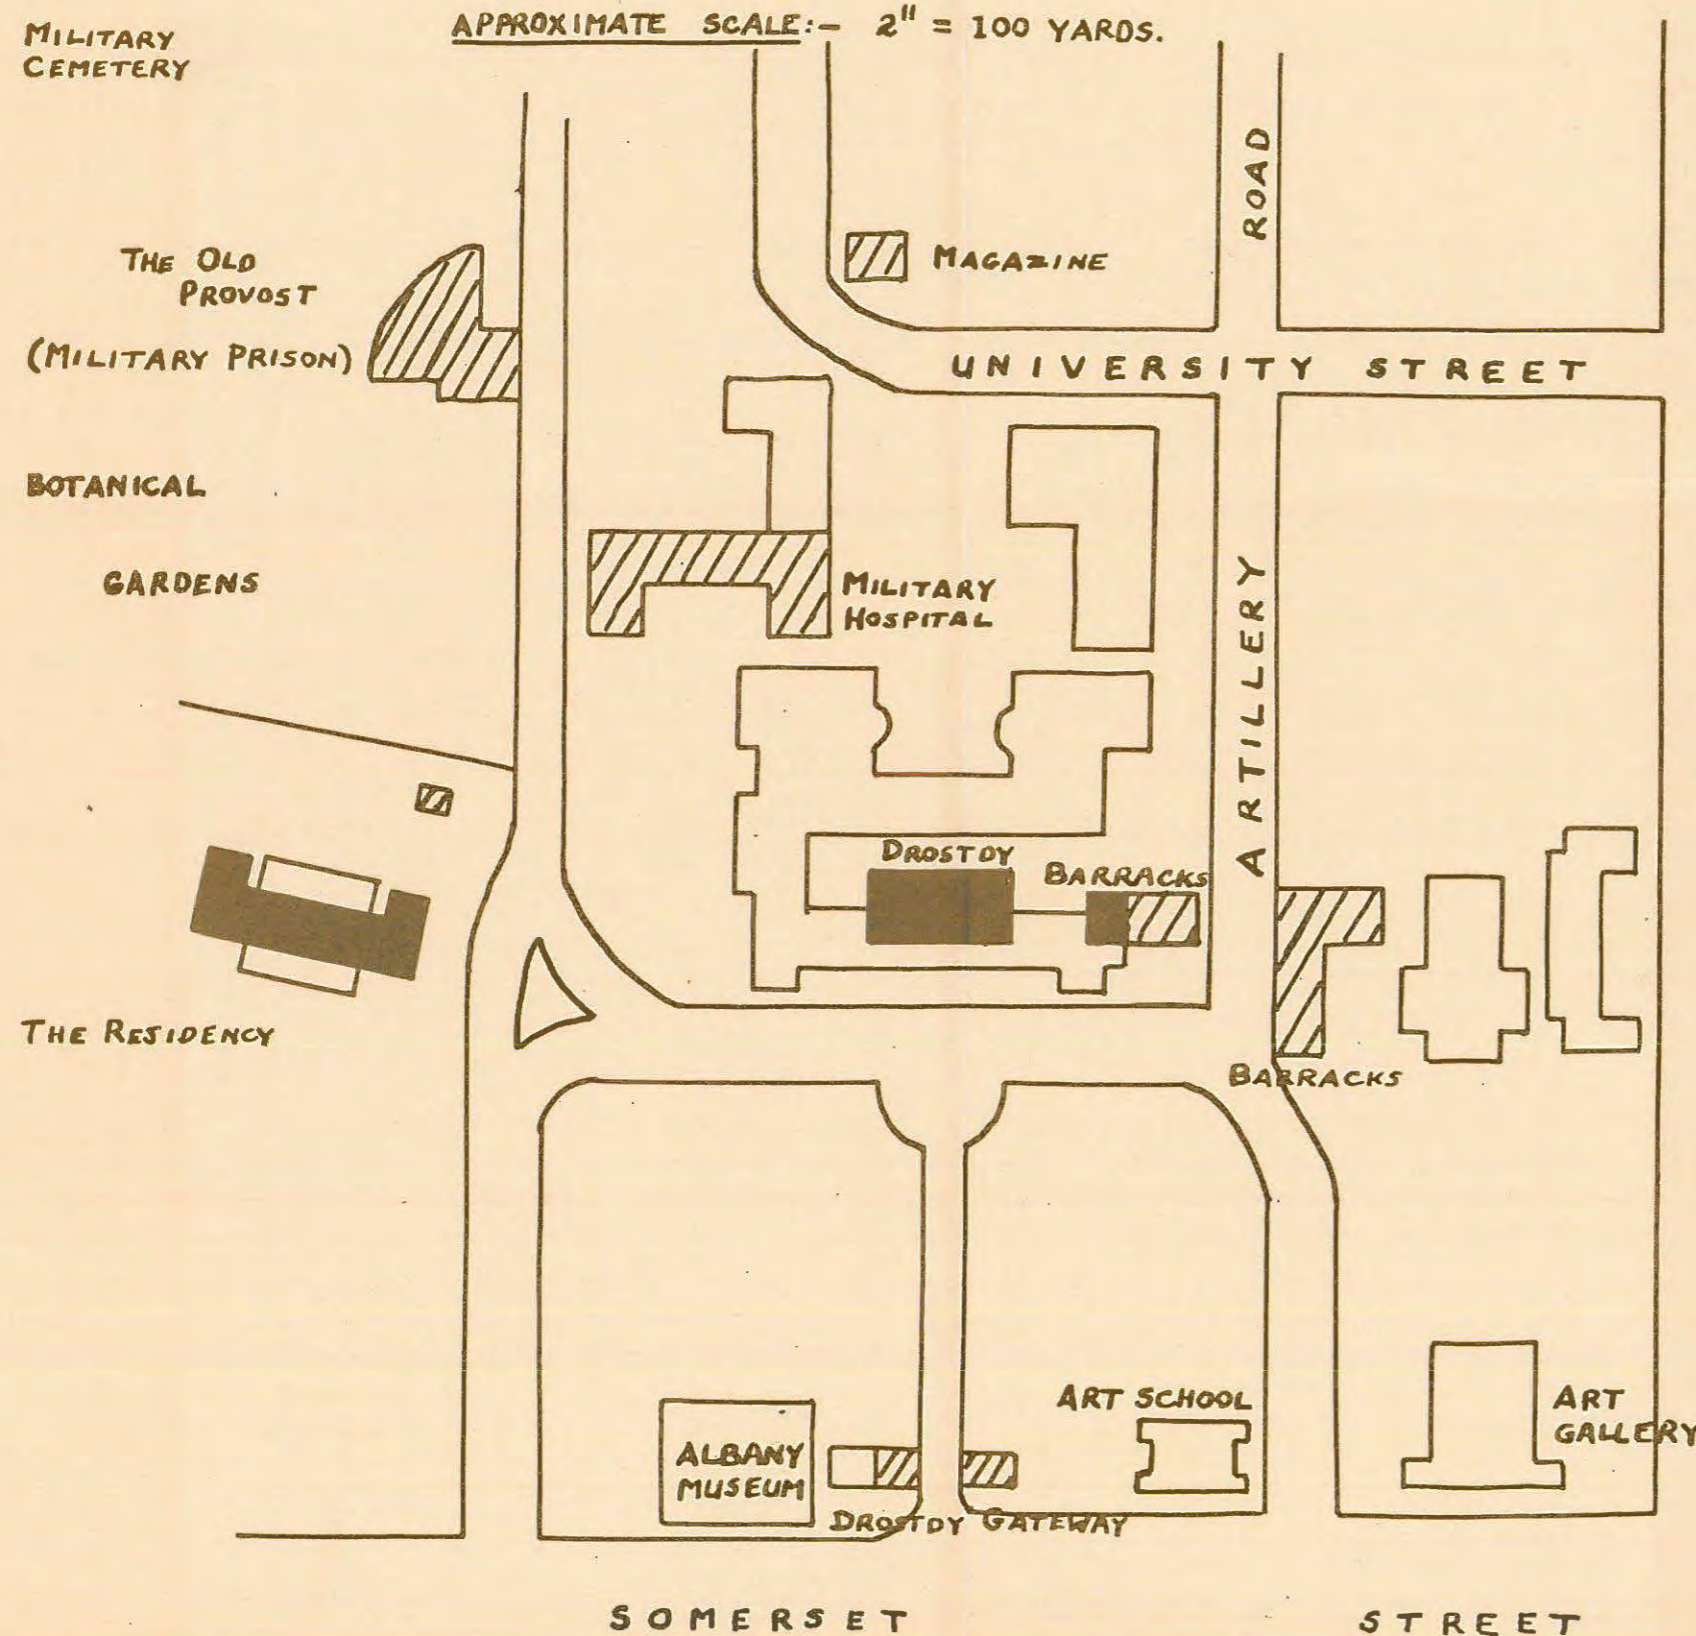 MILITARY
CEMETERY
APPROXIMATE SCALE:- 2" = 100 YARDS.
ROAD
THE OLD
PROVOST
(MILITARY PRISON)
MAGAZINE
UNIVERSITY STREET
BOTANICAL
GARDENS
MILITARY
HOSPITAL
ARTILLERY
DROSTDY
BARRACKS
THE RESIDENCY
BARRACKS
ART SCHOOL
ART
GALLERY
ALBANY
MUSEUM
DROSTDY GATEWAY
SOMERSET STREET